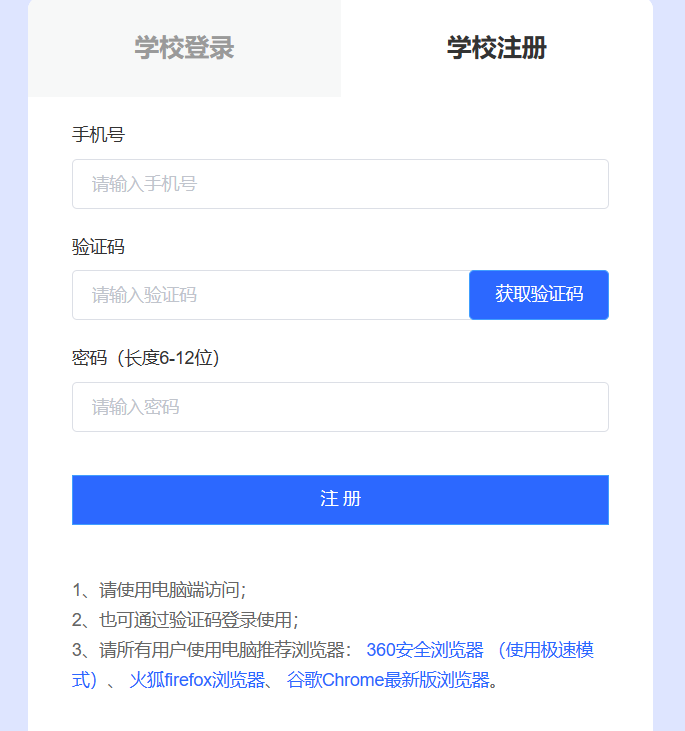 学校登录
学校注册
手机号
请输入手机号
验证码
请输入验证码
获取验证码
密码（长度6-12位）
请输入密码
注 册
1、请使用电脑端访问；
2、也可通过验证码登录使用；
3、请所有用户使用电脑推荐浏览器： 360安全浏览器 （使用极速模
式）、 火狐firefox浏览器、 谷歌Chrome最新版浏览器。